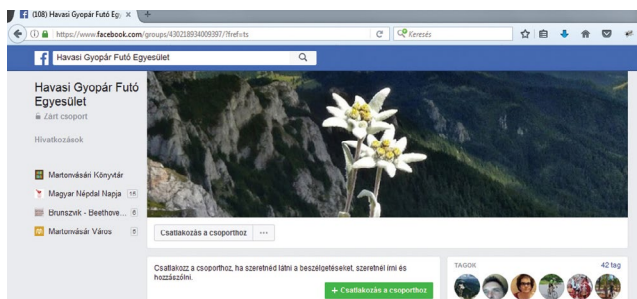 (108) Havasi Gyopár Futó Eg
https://www.facebook.com/groups/430218934009397/?fref=ts
Keresés
Havasi Gyopár Futó Egyesület
Havasi Gyopár Futó
Egyesület
Zárt csoport
Hivatkozások
Martonvásári Könyvtár
Magyar Népdal Napja
Brunszvik - Beethove...
Martonvásár Város
Csatlakozás a csoporthoz
Csatlakozz a csoporthoz, ha szeretnéd látni a beszélgetéseket, szeretnél írni és
hozzászólni.
+ Csatlakozás a csoporthoz
TAGOK
42 tag